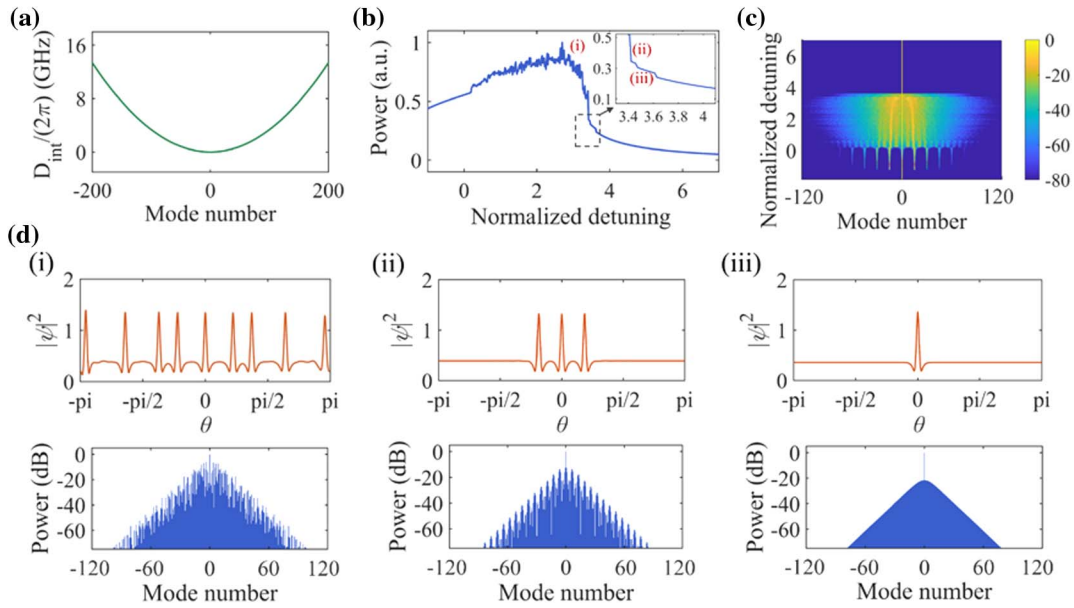 (a)
D_int/(2π) (GHz)
16
12
8
4
0
-200
0
200
Mode number
(b)
Power (a.u.)
1
0.5
0
0
2
4
6
Normalized detuning
(i)
0.5
0.3
0.1
3.4
3.6
3.8
4
(ii)
(iii)
(c)
Normalized detuning
6
4
2
0
-120
0
120
Mode number
0
-20
-40
-60
-80
(d)
(i)
|ψ|²
2
1
0
-pi
-pi/2
0
pi/2
pi
θ
Power (dB)
0
-20
-40
-60
-120
-60
0
60
120
Mode number
(ii)
|ψ|²
2
1
0
-pi
-pi/2
0
pi/2
pi
θ
Power (dB)
0
-20
-40
-60
-120
-60
0
60
120
Mode number
(iii)
|ψ|²
2
1
0
-pi
-pi/2
0
pi/2
pi
θ
Power (dB)
0
-20
-40
-60
-120
-60
0
60
120
Mode number